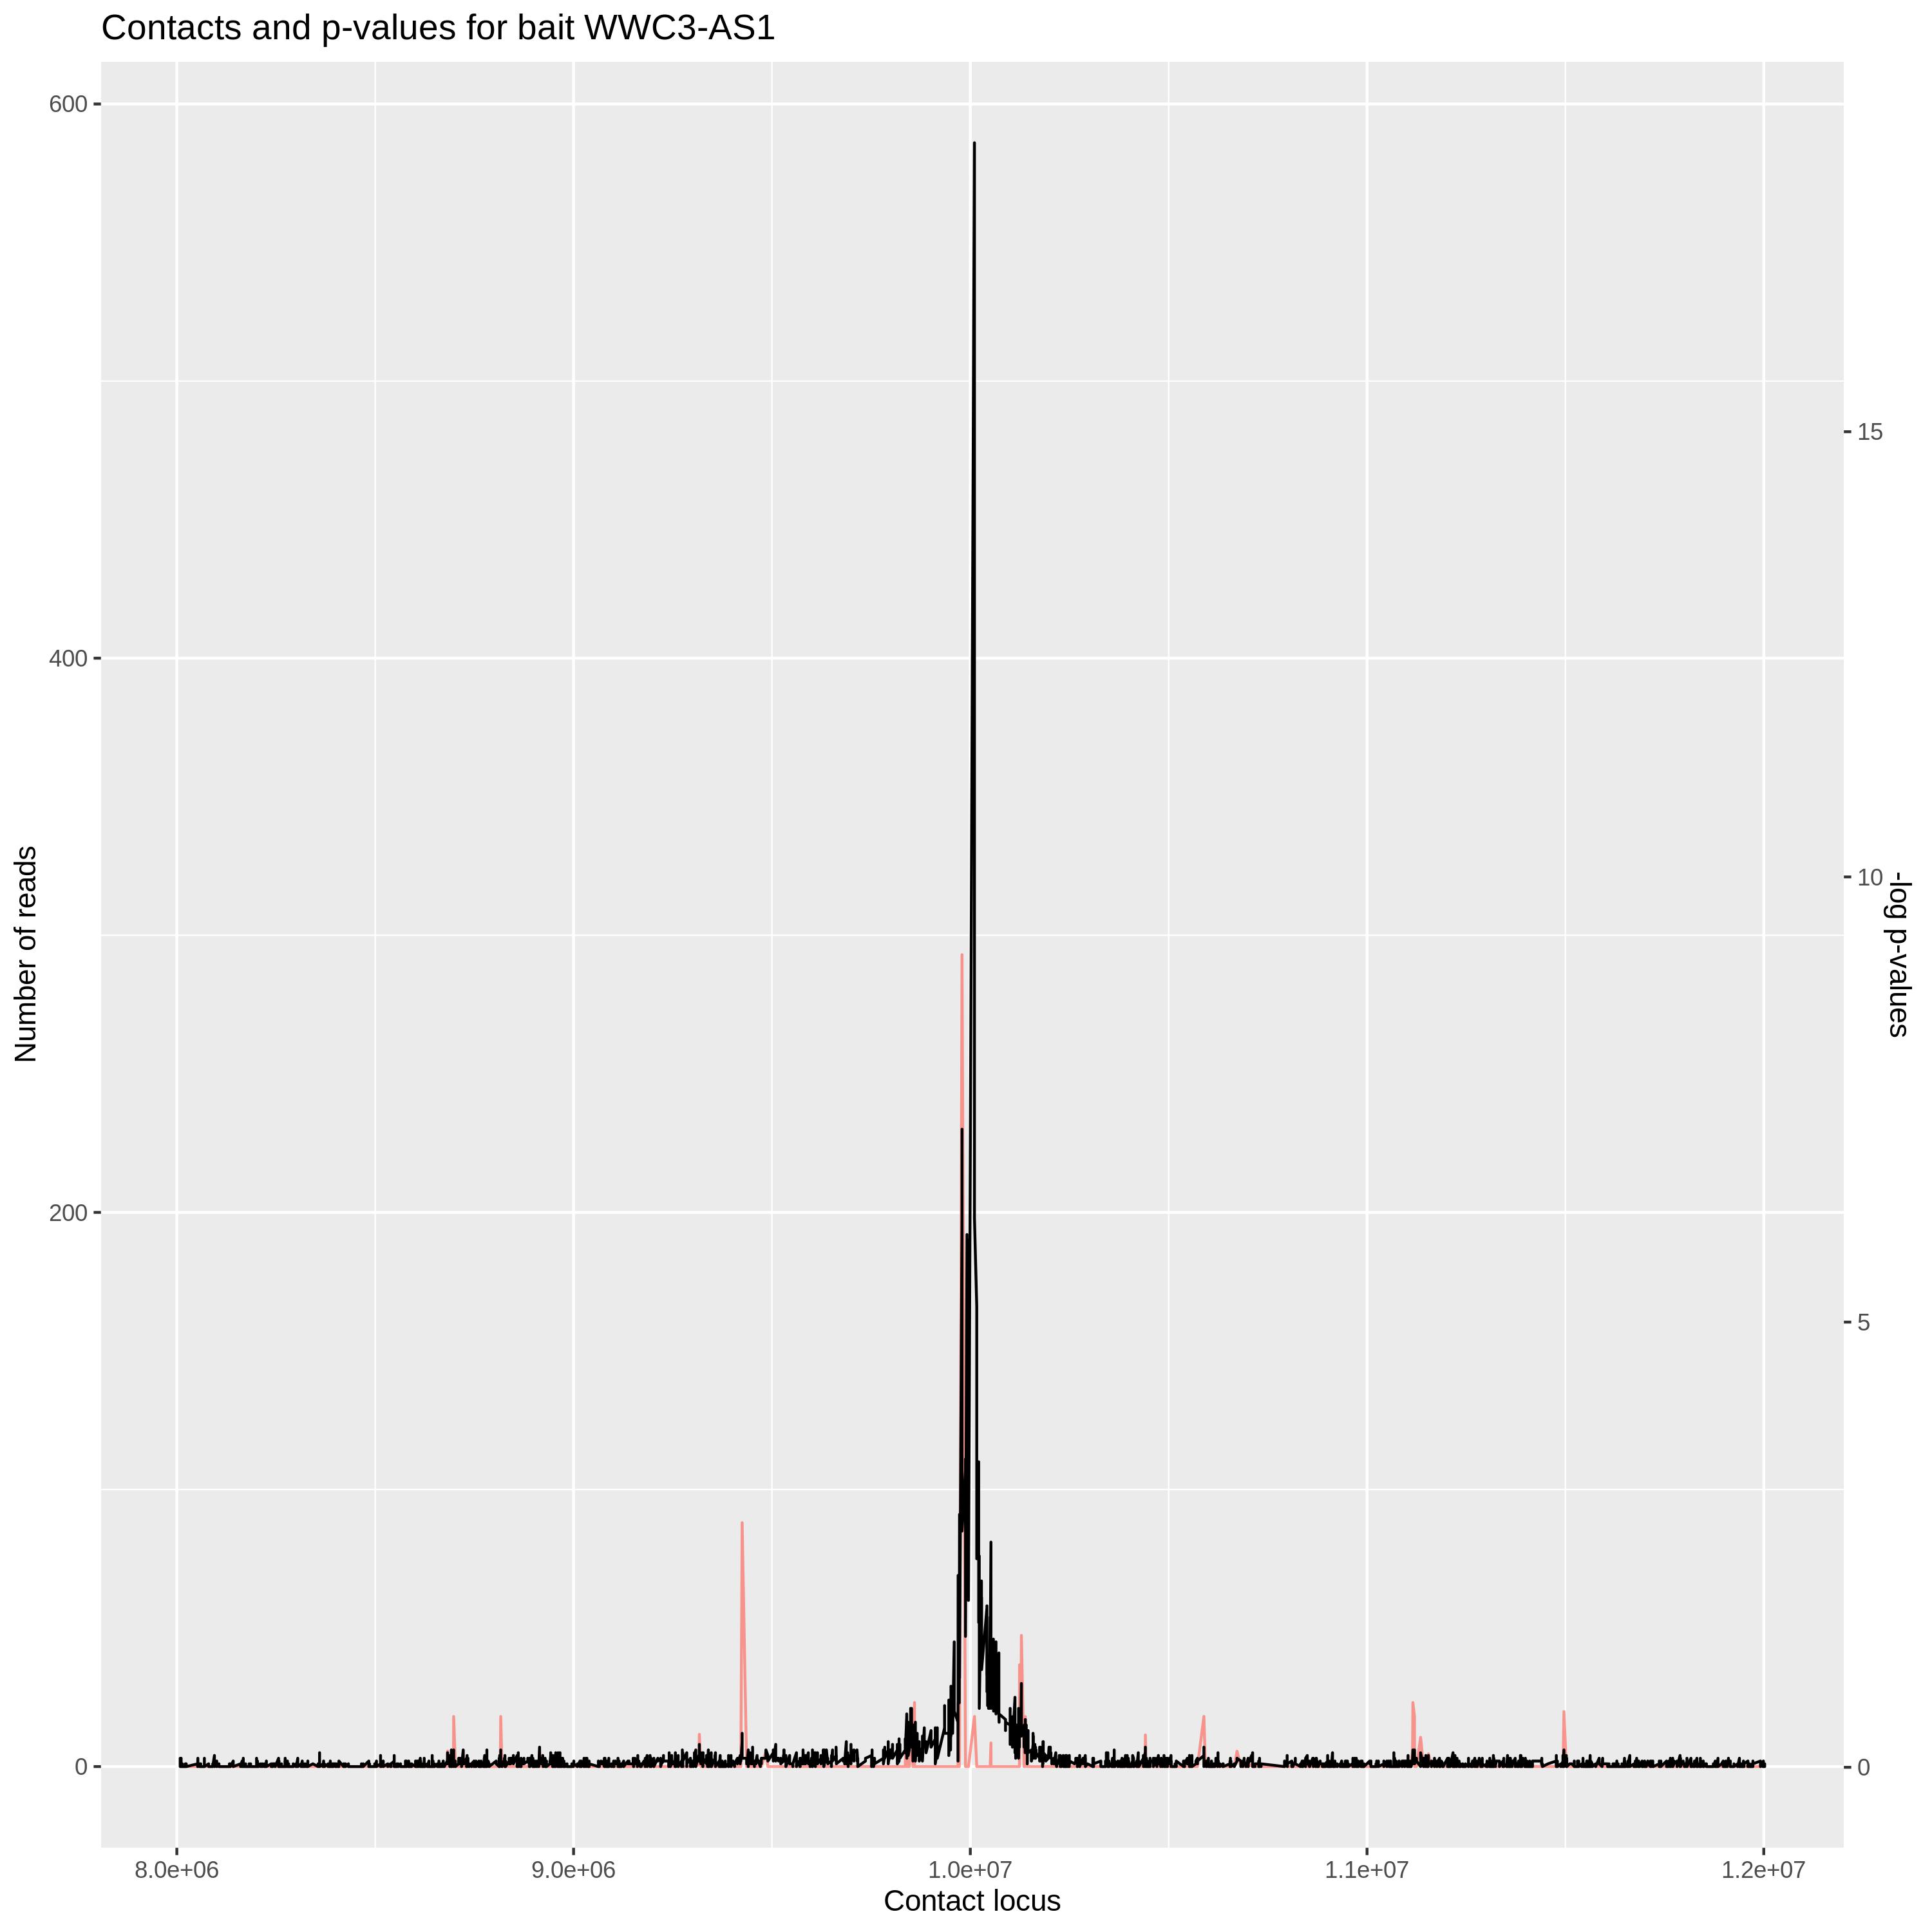 Contacts and p-values for bait WWC3-AS1
600
400
200
0
Number of reads
15
10
5
0
-log p-values
8.0e+06
9.0e+06
1.0e+07
1.1e+07
1.2e+07
Contact locus